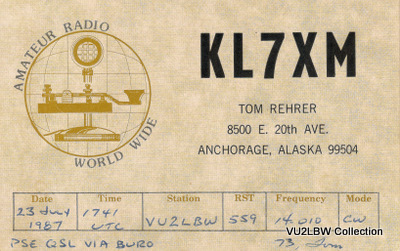 AMATEUR RADIO
WORLD WIDE
KL7XM
TOM REHRER
8500 E. 20th AVE.
ANCHORAGE, ALASKA 99504
Date Time Station RST Frequency Mode
23 July 1741 VU2LBW 559 14.010 CW
1987 UTC
PSE QSL VIA BURO 73, Tom
VU2LBW Collection